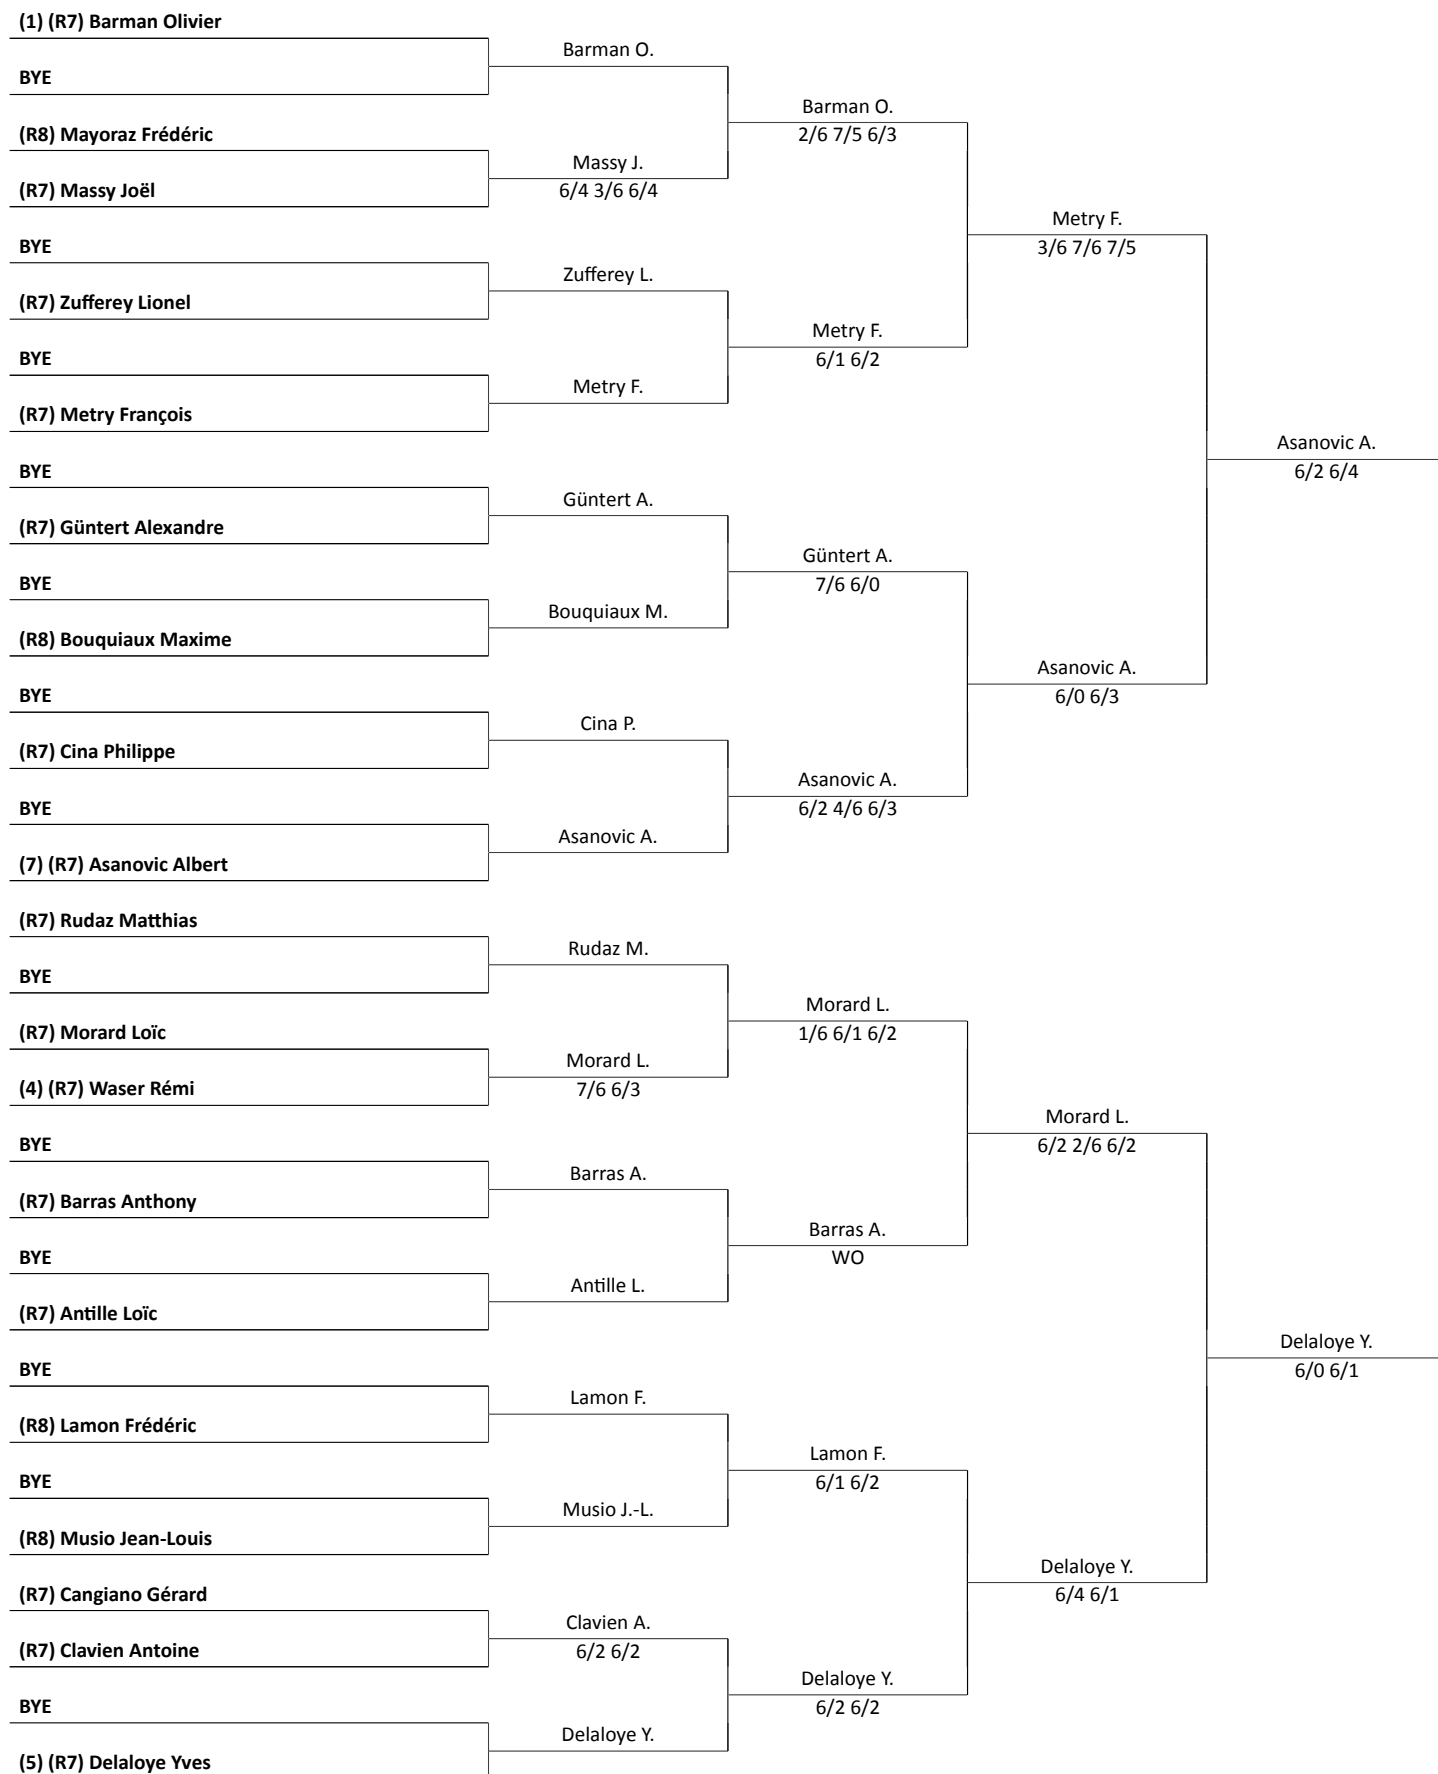 (1) (R7) Barman Olivier
BYE
(R8) Mayoraz Frédéric
(R7) Massy Joël
BYE
(R7) Zufferey Lionel
BYE
(R7) Metry François
BYE
(R7) Güntert Alexandre
BYE
(R8) Bouquiaux Maxime
BYE
(R7) Cina Philippe
BYE
(7) (R7) Asanovic Albert
(R7) Rudaz Matthias
BYE
(R7) Morard Loïc
(4) (R7) Waser Rémi
BYE
(R7) Barras Anthony
BYE
(R7) Antille Loïc
BYE
(R8) Lamon Frédéric
BYE
(R8) Musio Jean-Louis
(R7) Cangiano Gérard
(R7) Clavien Antoine
BYE
(5) (R7) Delaloye Yves
Barman O.
Massy J.
6/4 3/6 6/4
Zufferey L.
Metry F.
Güntert A.
Bouquiaux M.
Cina P.
Asanovic A.
Rudaz M.
Morard L.
7/6 6/3
Barras A.
Antille L.
Lamon F.
Musio J.-L.
Clavien A.
6/2 6/2
Delaloye Y.
Barman O.
2/6 7/5 6/3
Metry F.
6/1 6/2
Güntert A.
7/6 6/0
Asanovic A.
6/2 4/6 6/3
Morard L.
1/6 6/1 6/2
Barras A.
WO
Lamon F.
6/1 6/2
Delaloye Y.
6/2 6/2
Metry F.
3/6 7/6 7/5
Asanovic A.
6/0 6/3
Morard L.
6/2 2/6 6/2
Delaloye Y.
6/4 6/1
Asanovic A.
6/2 6/4
Delaloye Y.
6/0 6/1